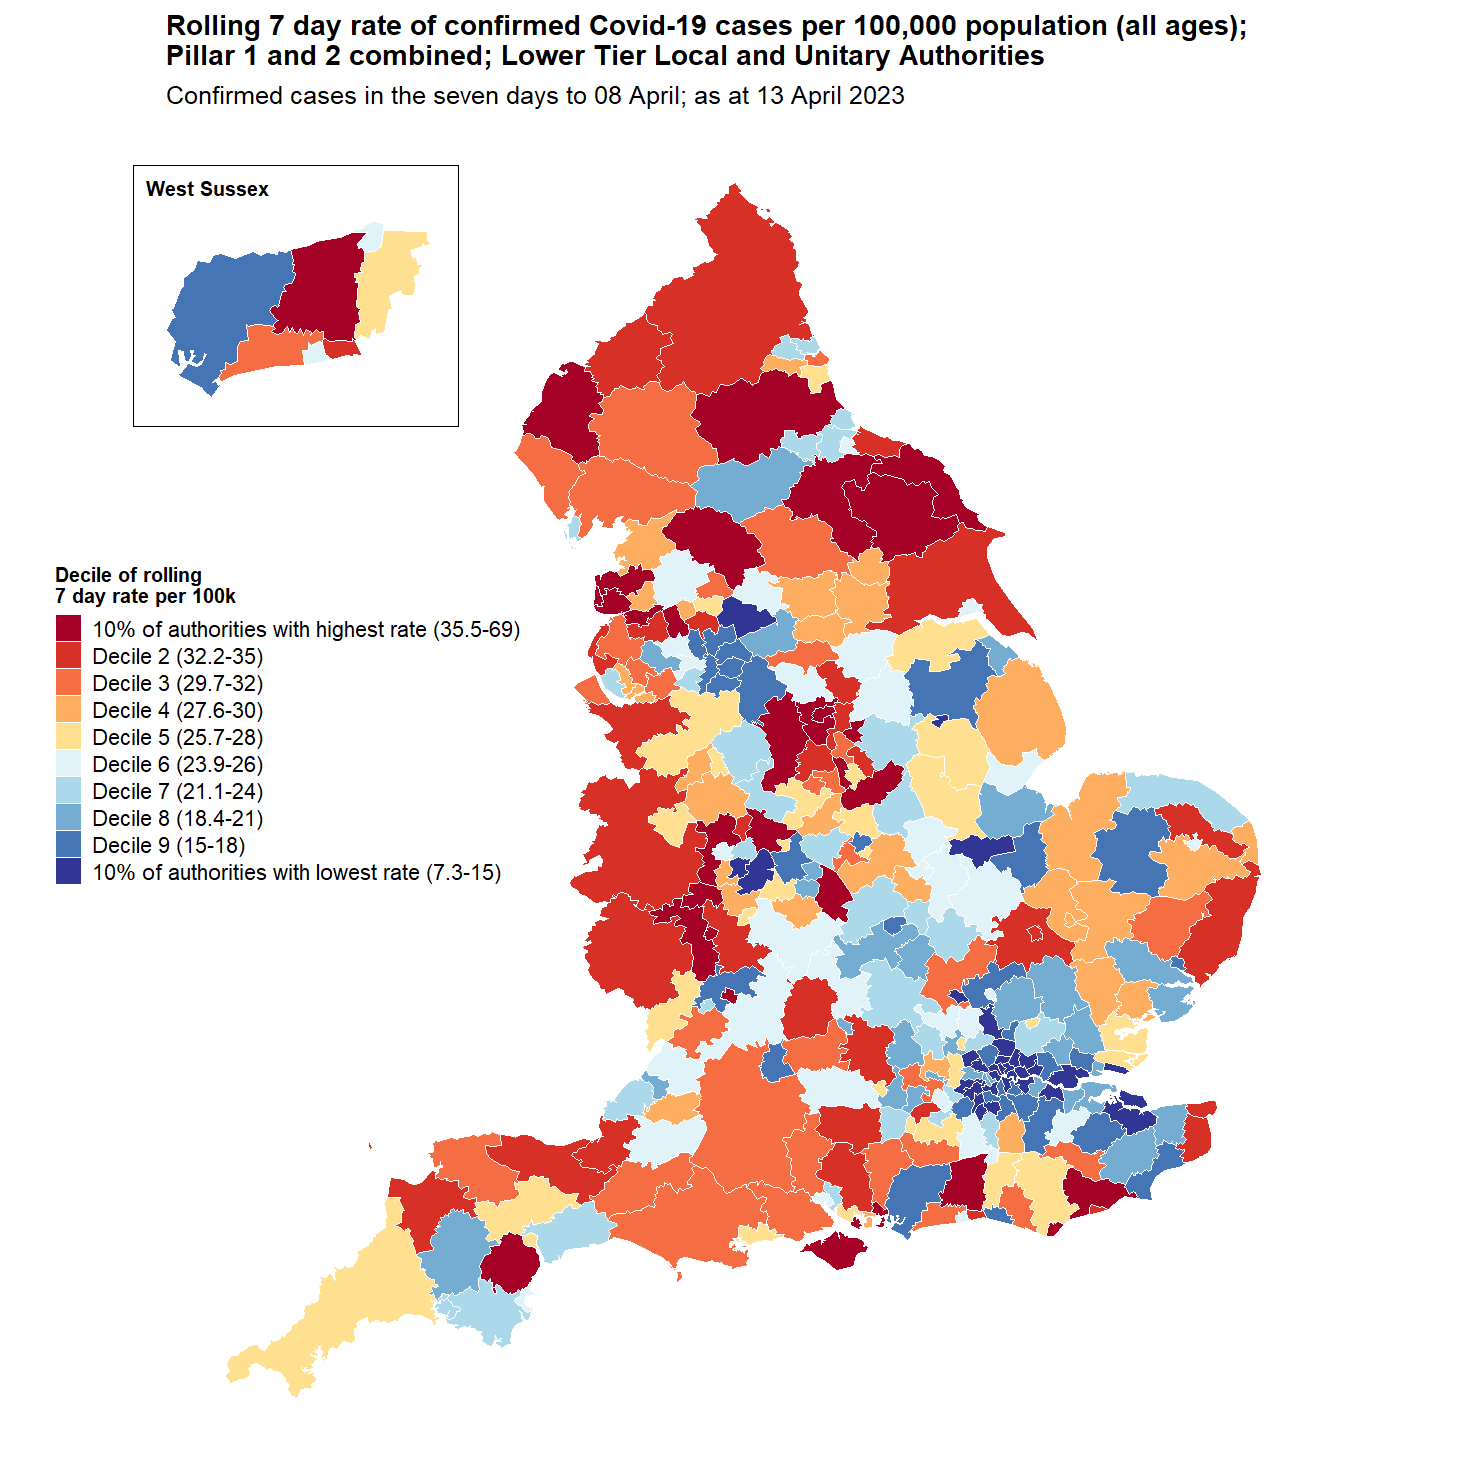 Rolling 7 day rate of confirmed Covid-19 cases per 100,000 population (all ages);
Pillar 1 and 2 combined; Lower Tier Local and Unitary Authorities
Confirmed cases in the seven days to 08 April; as at 13 April 2023
West Sussex
Decile of rolling
7 day rate per 100k
10% of authorities with highest rate (35.5-69)
Decile 2 (32.2-35)
Decile 3 (29.7-32)
Decile 4 (27.6-30)
Decile 5 (25.7-28)
Decile 6 (23.9-26)
Decile 7 (21.1-24)
Decile 8 (18.4-21)
Decile 9 (15-18)
10% of authorities with lowest rate (7.3-15)